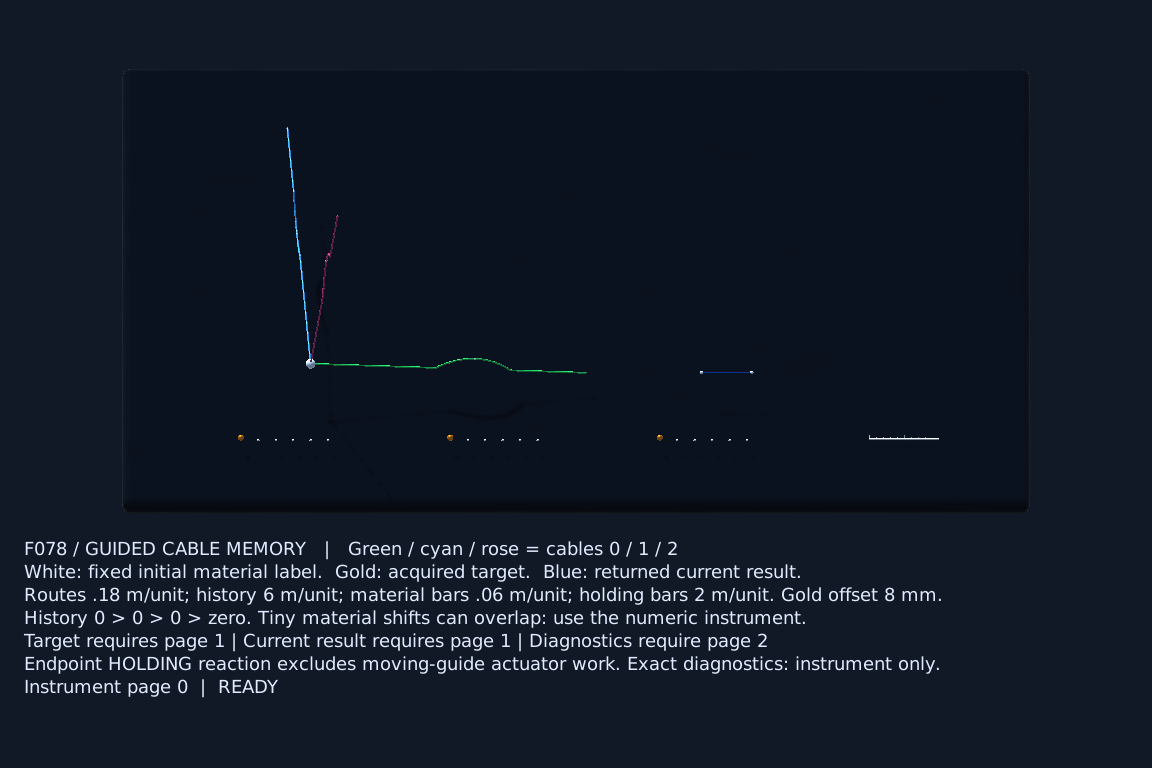 F078 / GUIDED CABLE MEMORY | Green / cyan / rose = cables 0 / 1 / 2
White: fixed initial material label. Gold: acquired target. Blue: returned current result.
Routes .18 m/unit; history 6 m/unit; material bars .06 m/unit; holding bars 2 m/unit. Gold offset 8 mm.
History 0 > 0 > 0 > zero. Tiny material shifts can overlap: use the numeric instrument.
Target requires page 1 | Current result requires page 1 | Diagnostics require page 2
Endpoint HOLDING reaction excludes moving-guide actuator work. Exact diagnostics: instrument only.
Instrument page 0 | READY